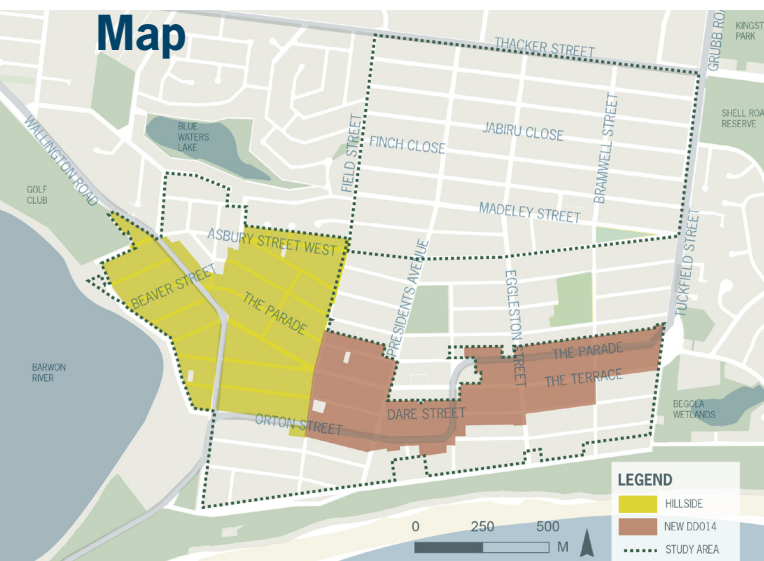 Map
THACKER STREET
GRUBB ROA
KINGST
PARK
WALLINGTON ROAD
BLUE
WATERS
LAKE
FIELD STREET
FINCH CLOSE
JABIRU CLOSE
BRAMWELL STREET
SHELL ROA
RESERVE
GOLF
CLUB
MADELEY STREET
ASBURY STREET WEST
PRESIDENTS AVENUE
EGGLESTON STREET
TUCKFIELD STREET
BEAVER STREET
THE PARADE
THE PARADE
THE TERRACE
BARWON
RIVER
DARE STREET
ORTON STREET
BEGOLA
WETLANDS
LEGEND
HILLSIDE
NEW DDO14
STUDY AREA
0 250 500
M